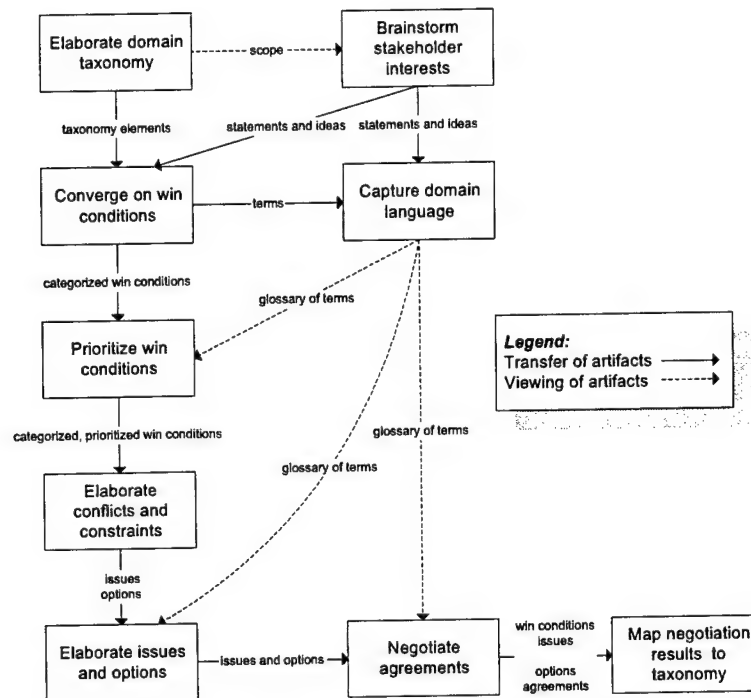 Elaborate domain
taxonomy
scope
Brainstorm
stakeholder
interests
taxonomy elements
statements and ideas
statements and ideas
Converge on win
conditions
terms
Capture domain
language
categorized win conditions
glossary of terms
Prioritize win
conditions
Legend:
Transfer of artifacts
Viewing of artifacts
categorized, prioritized win conditions
glossary of terms
glossary of terms
Elaborate
conflicts and
constraints
issues
options
Elaborate issues
and options
issues and options
Negotiate
agreements
win conditions
issues
options
agreements
Map negotiation
results to
taxonomy